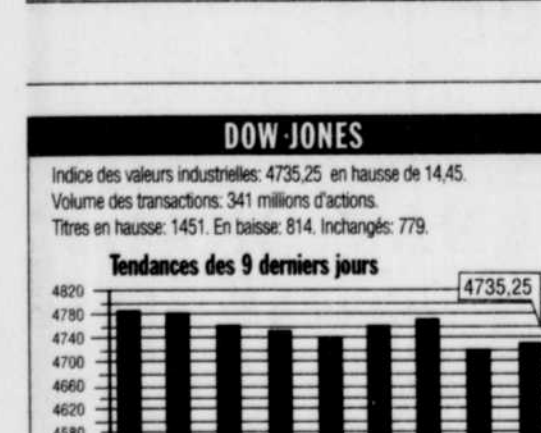 DOW·JONES
Indice des valeurs industrielles: 4735,25 en hausse de 14,45.
Volume des transactions: 341 millions d'actions.
Titres en hausse: 1451. En baisse: 814. Inchangés: 779.
Tendances des 9 derniers jours
4735,25
4820
4780
4740
4700
4660
4620
4580